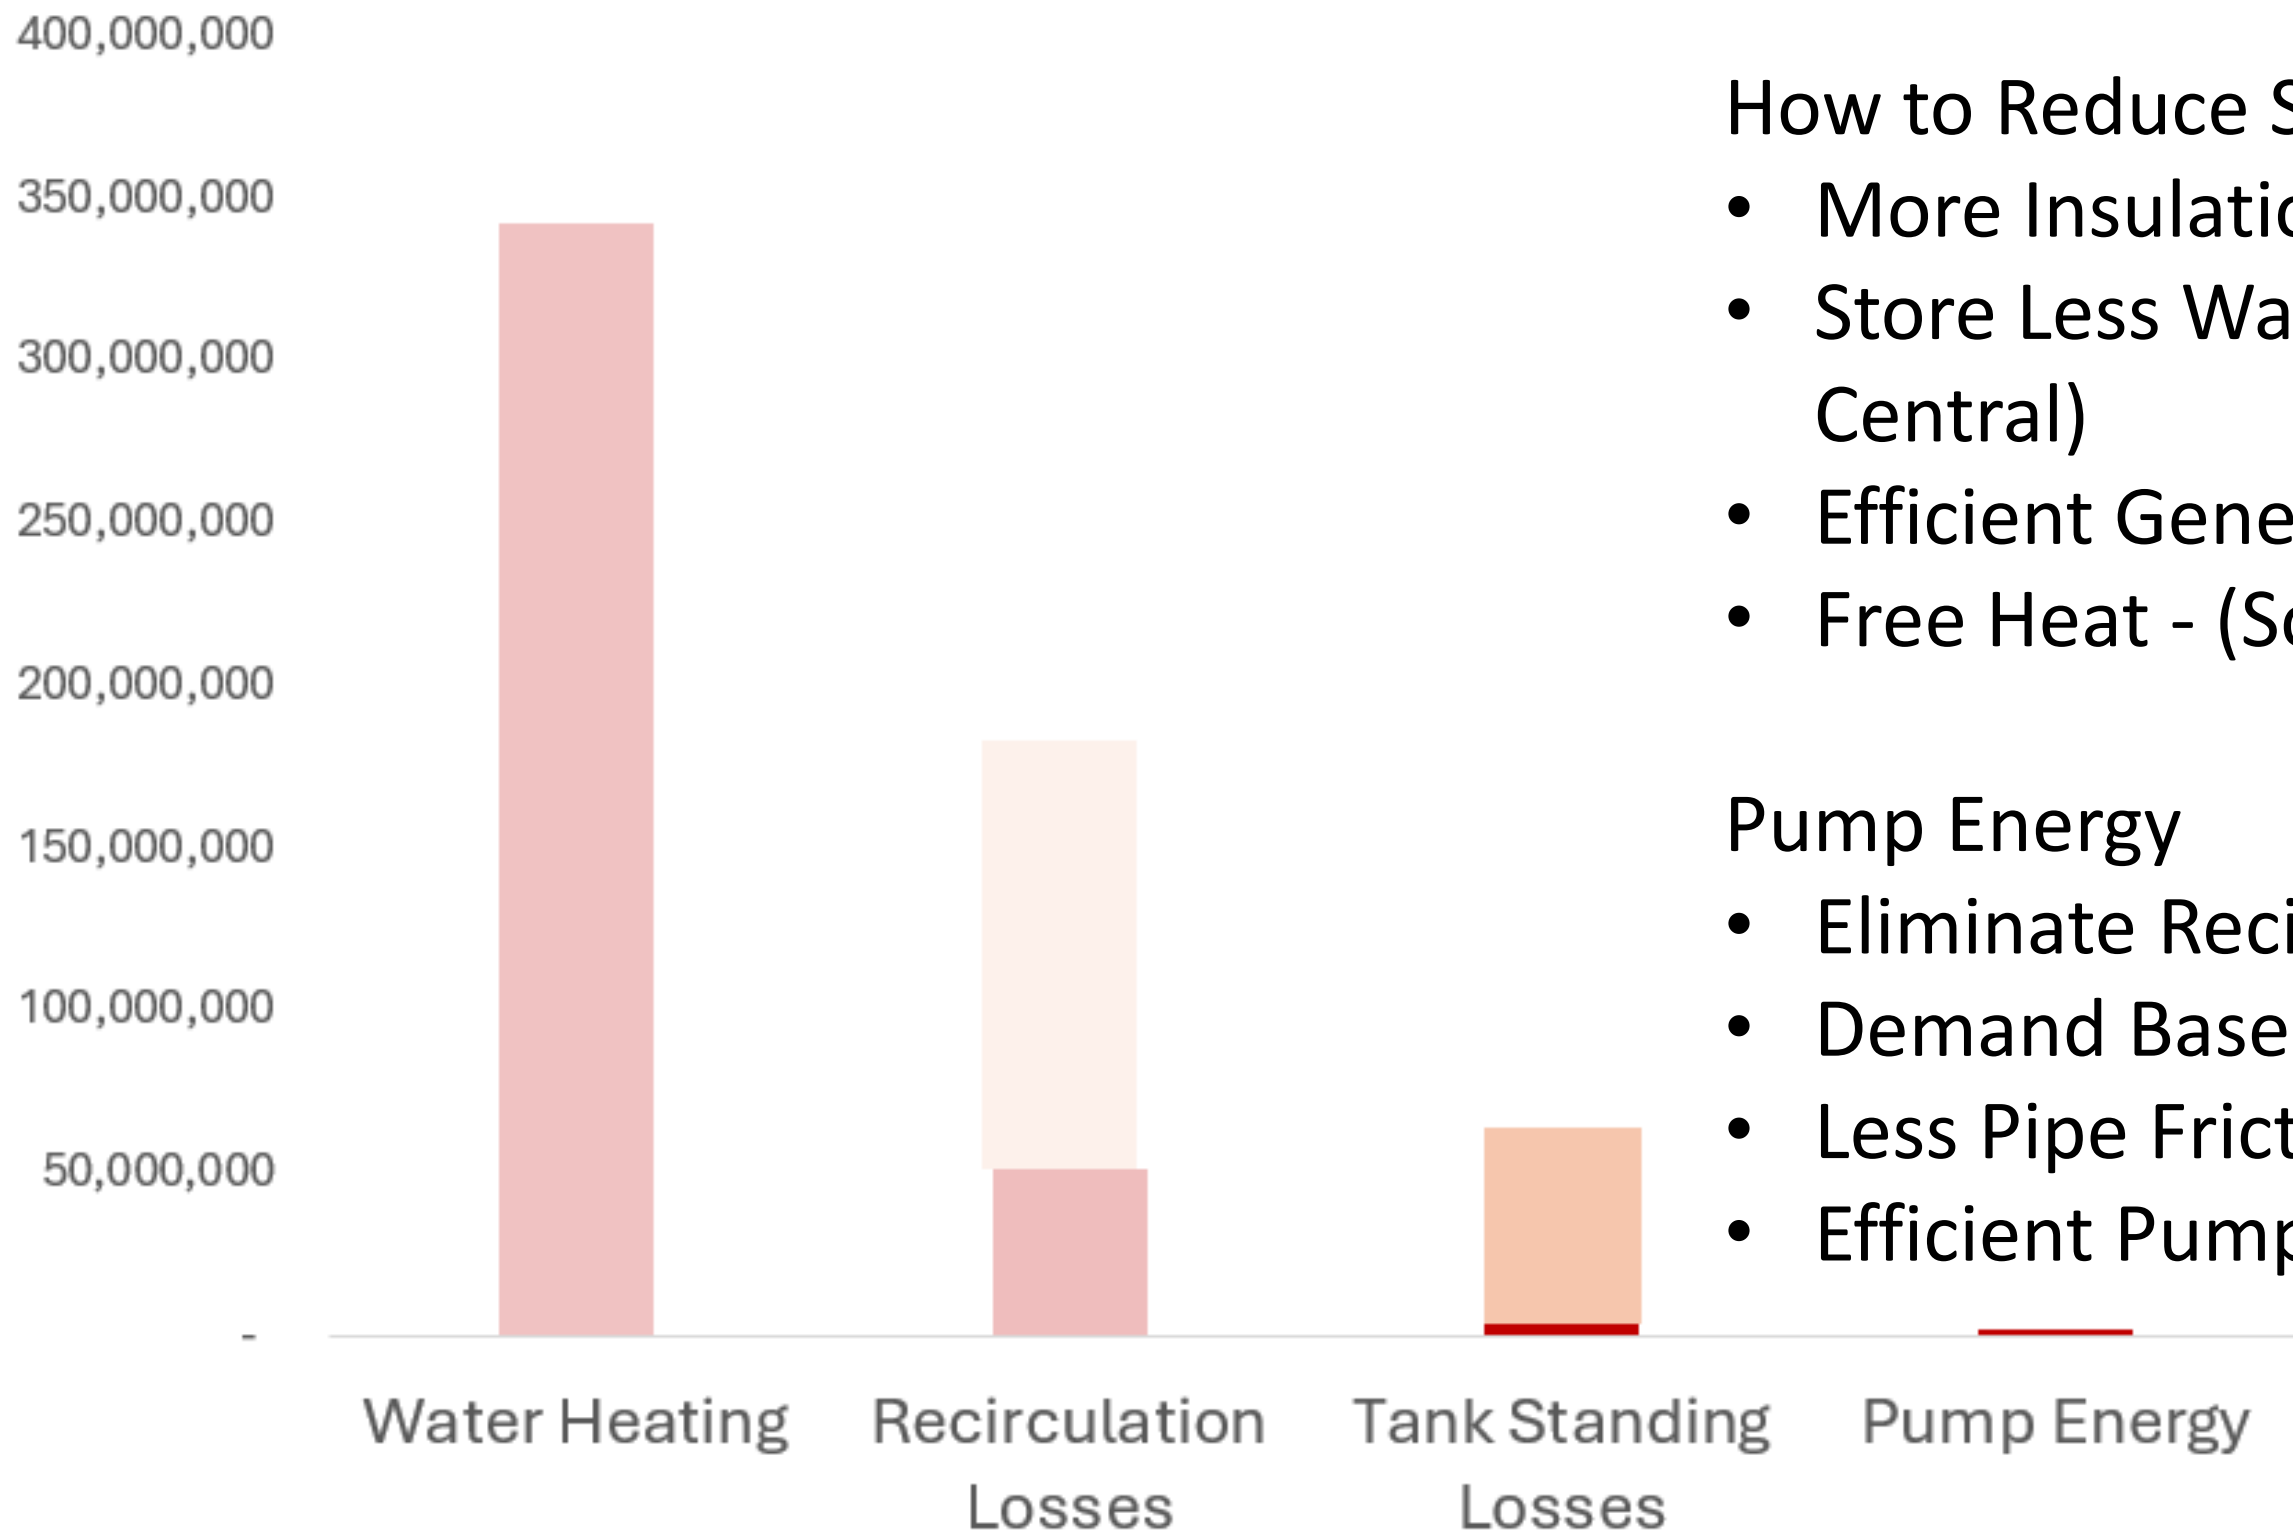 400,000,000
350,000,000
300,000,000
250,000,000
200,000,000
150,000,000
100,000,000
50,000,000
-
Water Heating
Recirculation
Losses
Tank Standing
Losses
Pump Energy
How to Reduce
• More
• Store Less
Central)
• Efficient
• Free Heat -
Pump Energy
• Eliminate
• Demand
• Less Pipe
• Efficient